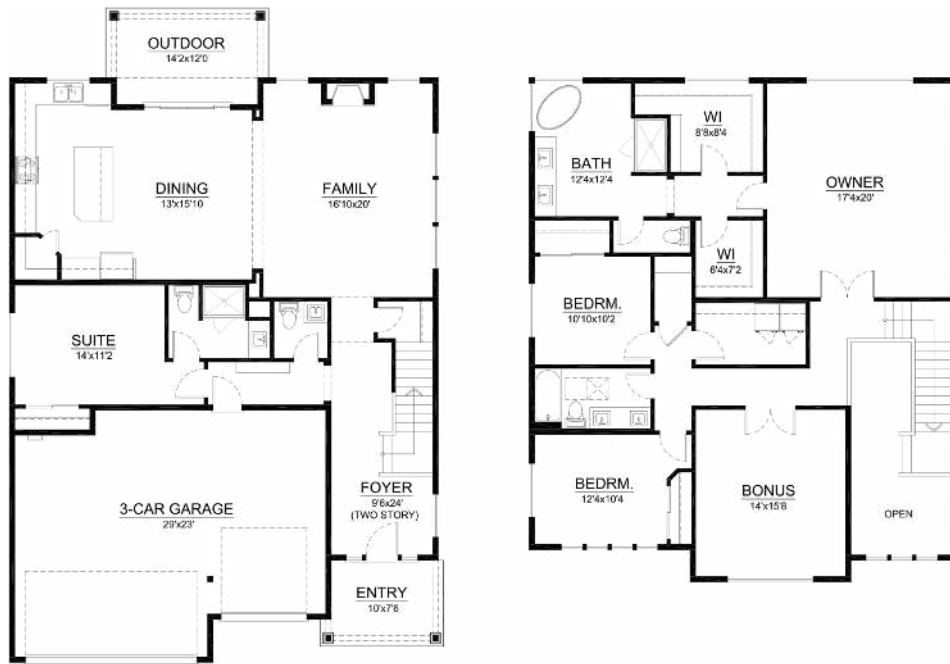 OUTDOOR
14'2x12'0
DINING
13'x15'10
FAMILY
16'10x20'
SUITE
14'x11'2
3-CAR GARAGE
29'x23'
FOYER
9'6x24'
(TWO STORY)
ENTRY
10'x7'8
WI
8'8x8'4
BATH
12'4x12'4
OWNER
17'4x20'
WI
6'4x7'2
BEDRM.
10'10x10'2
BEDRM.
12'4x10'4
BONUS
14'x15'8
OPEN